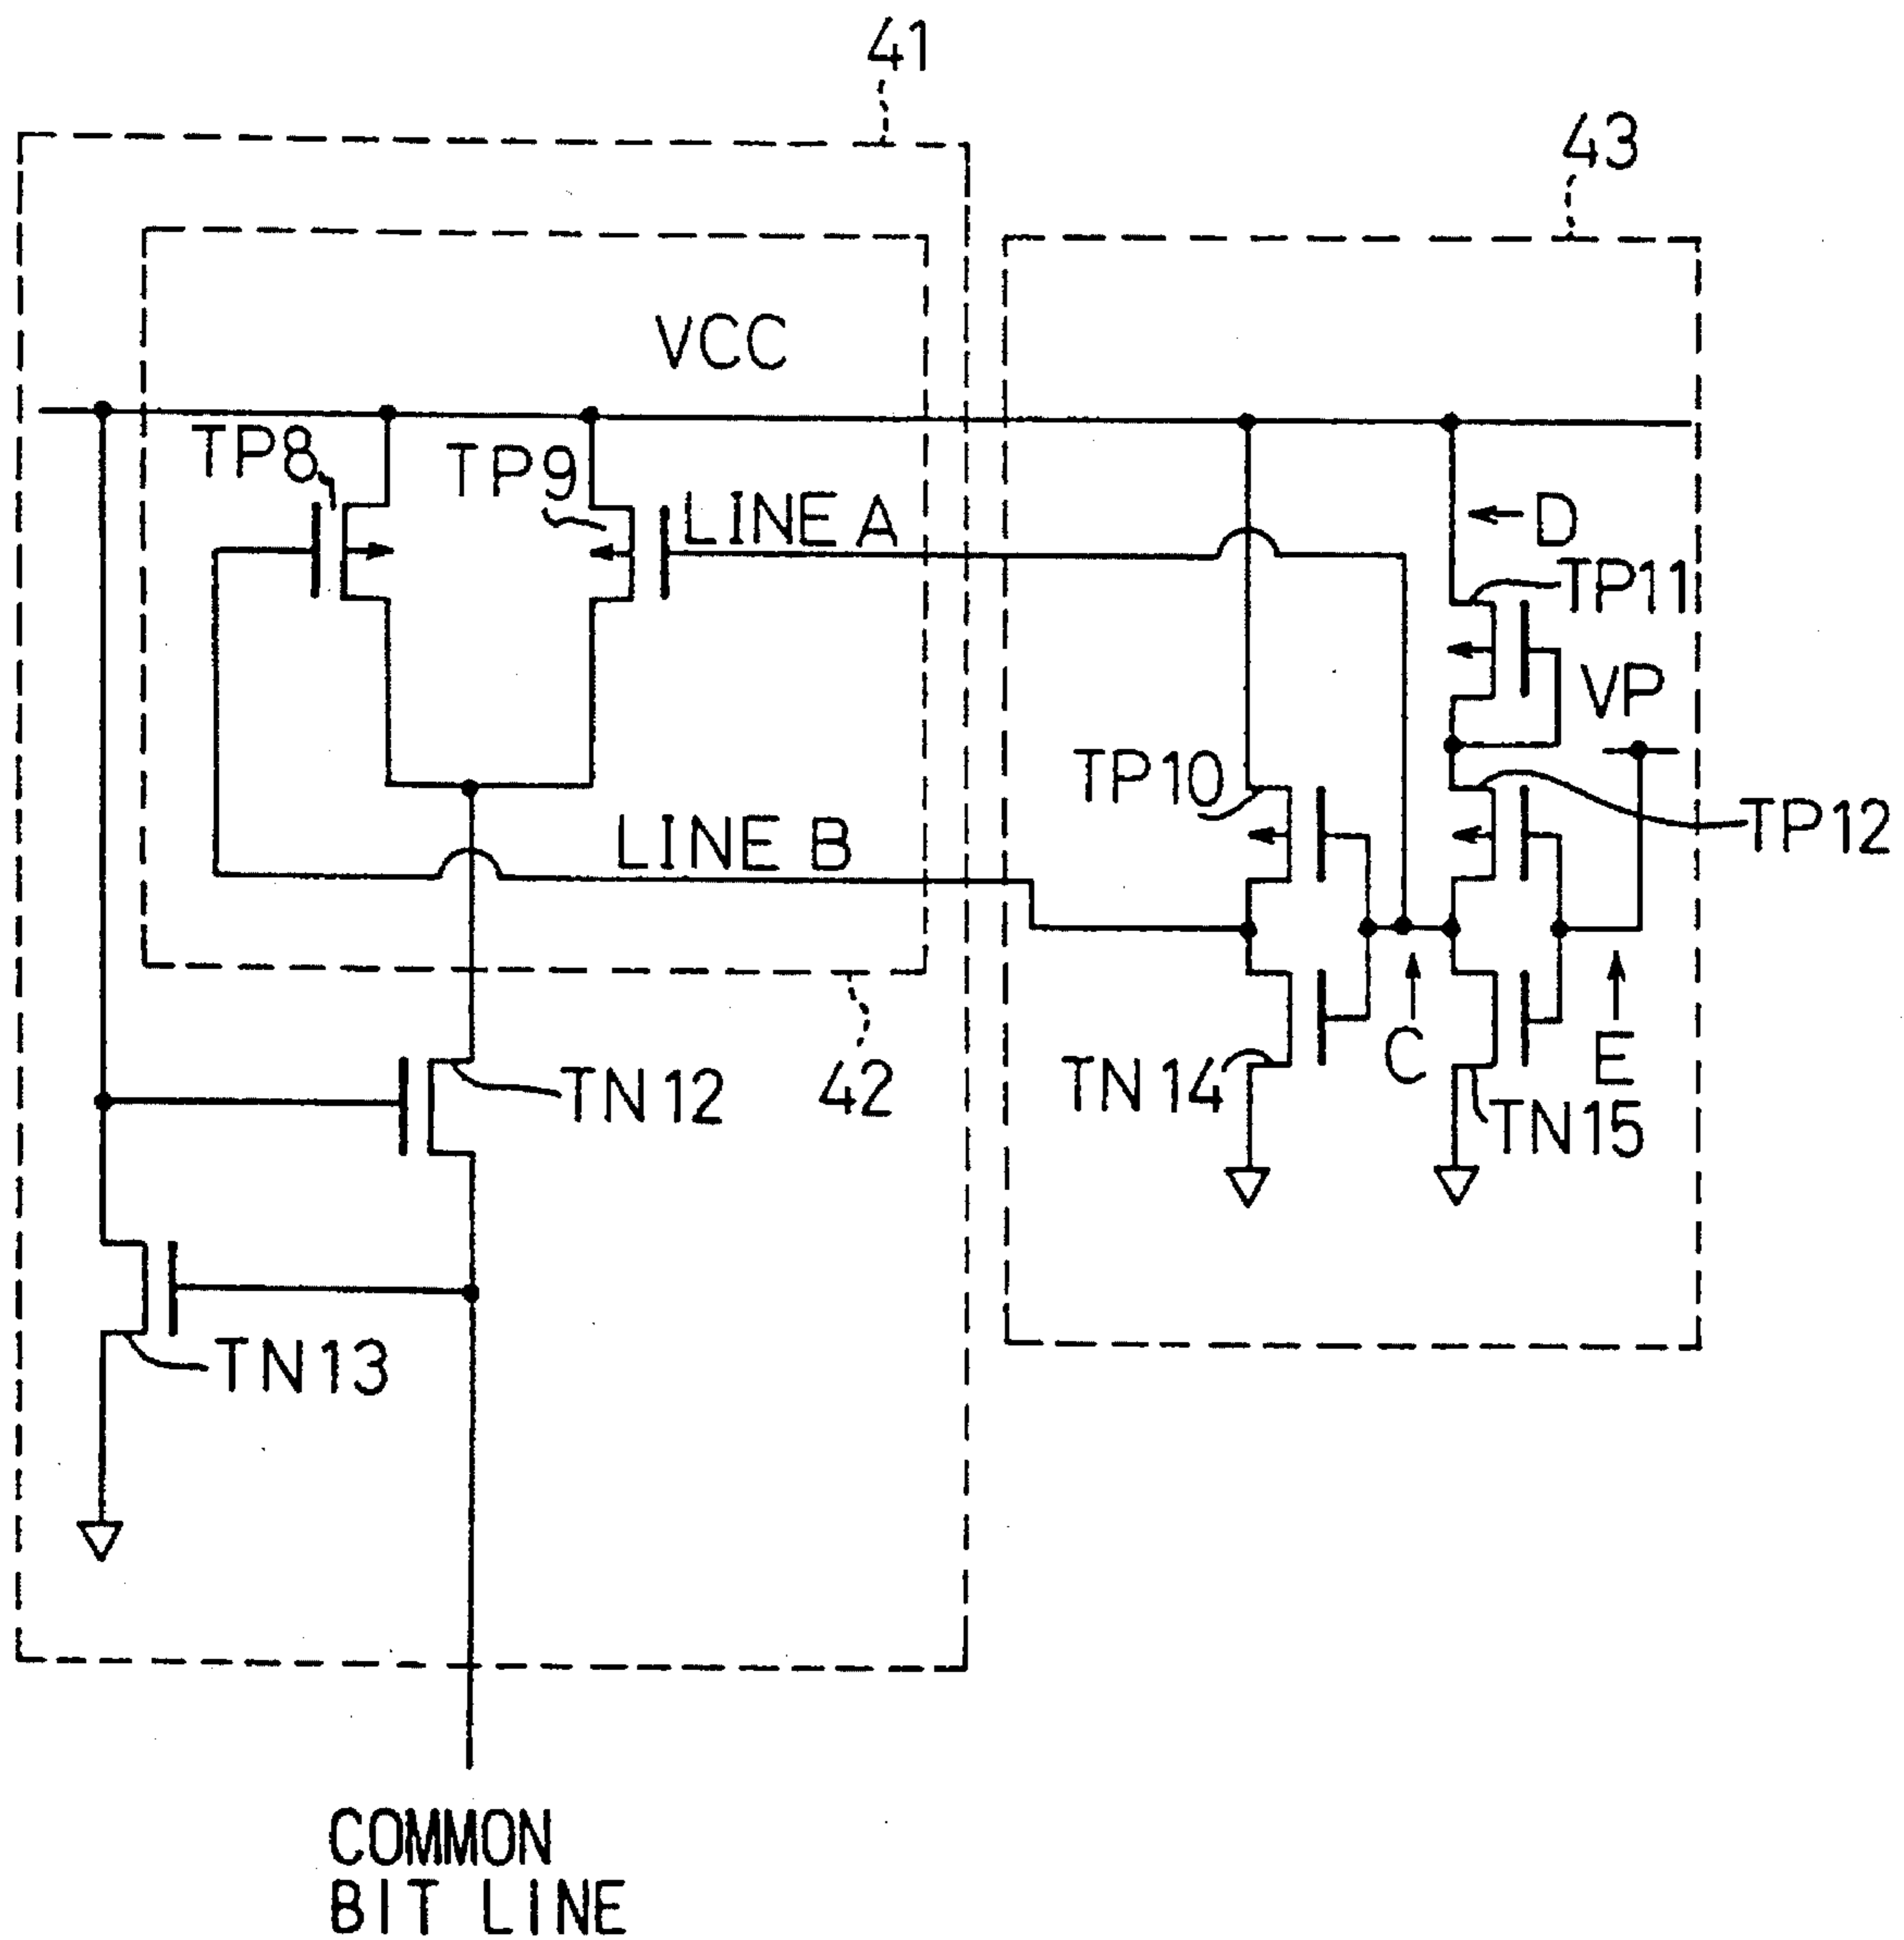 41
43
VCC
TP8
TP9
LINE A
D
TP11
VP
TP10
TP12
LINE B
C
E
TN14
TN15
TN12
42
TN13
COMMON
BIT LINE